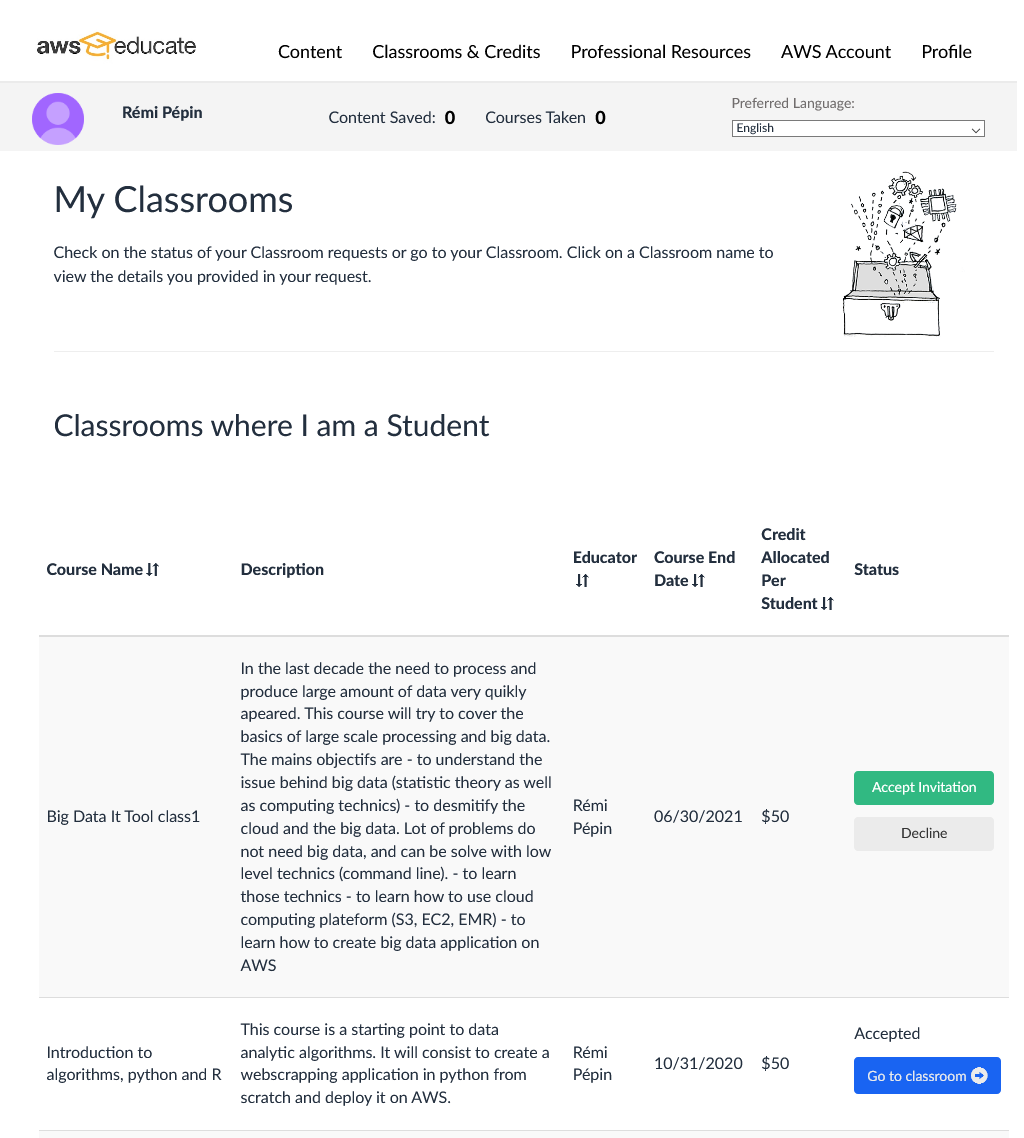 aws educate
Content Classrooms & Credits Professional Resources AWS Account Profile
Rémi Pépin
Content Saved: 0 Courses Taken 0
Preferred Language:
English
My Classrooms
Check on the status of your Classroom requests or go to your Classroom. Click on a Classroom name to
view the details you provided in your request.
Classrooms where I am a Student
Course Name
Description
Educator
Course End
Date
Credit
Allocated
Per
Student
Status
Big Data It Tool class1
In the last decade the need to process and
produce large amount of data very quikly
apeared. This course will try to cover the
basics of large scale processing and big data.
The mains objectifs are - to understand the
issue behind big data (statistic theory as well
as computing technics) - to desmitify the
cloud and the big data. Lot of problems do
not need big data, and can be solve with low
level technics (command line). - to learn
those technics - to learn how to use cloud
computing plateform (S3, EC2, EMR) - to
learn how to create big data application on
AWS
Rémi
Pépin
06/30/2021
$50
Accept Invitation
Decline
Introduction to
algorithms, python and R
This course is a starting point to data
analytic algorithms. It will consist to create a
webscrapping application in python from
scratch and deploy it on AWS.
Rémi
Pépin
10/31/2020
$50
Accepted
Go to classroom